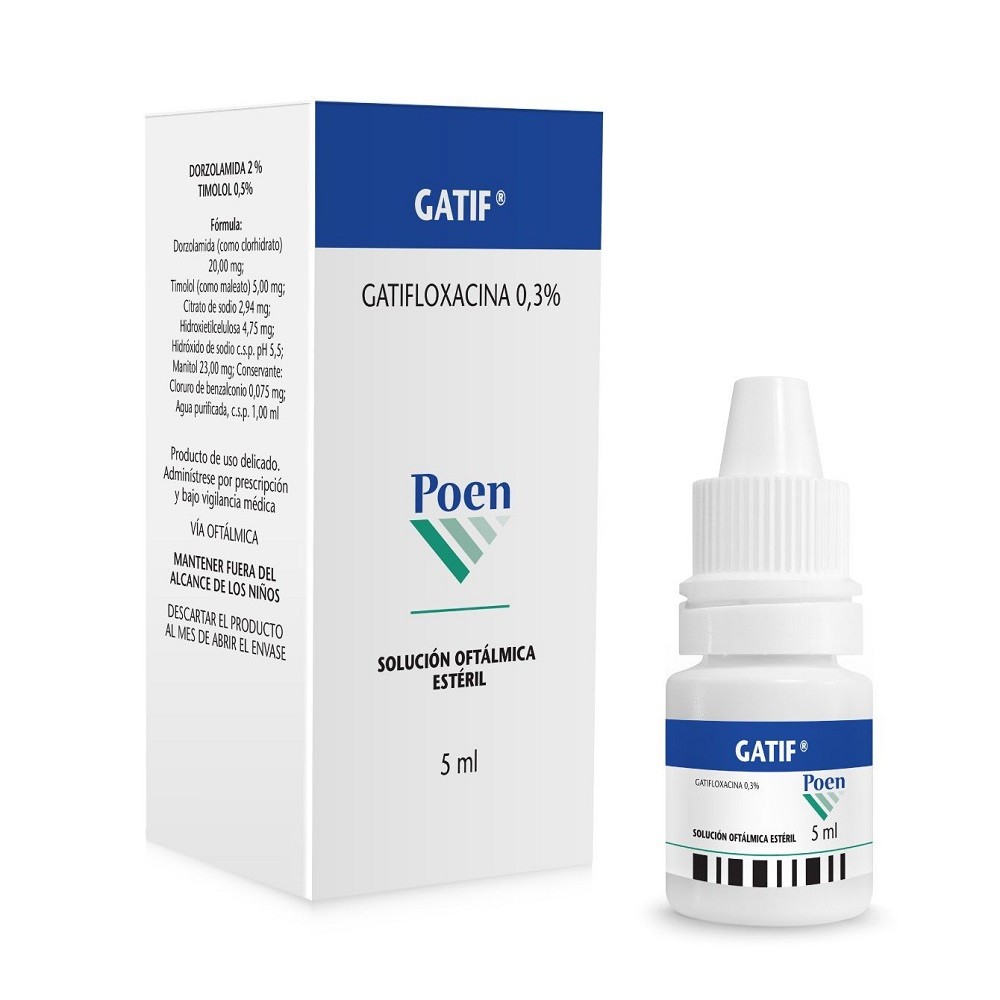 DORZOLAMIDA 2 %
TIMOLOL 0,5%
Fórmula:
Dorzolamida (como clorhidrato)
20,00 mg;
Timolol (como maleato) 5,00 mg;
Citrato de sodio 2,94 mg;
Hidroxietilcelulosa 4,75 mg;
Hidróxido de sodio c.s.p. pH 5,5;
Manitol 23,00 mg; Conservante:
Cloruro de benzalconio 0,075 mg;
Agua purificada, c.s.p. 1,00 ml
Producto de uso delicado.
Adminístrese por prescripción
y bajo vigilancia médica
VÍA OFTÁLMICA
MANTENER FUERA DEL
ALCANCE DE LOS NIÑOS
DESCARTAR EL PRODUCTO
AL MES DE ABRIR EL ENVASE
GATIF®
GATIFLOXACINA 0,3%
Poen
SOLUCIÓN OFTÁLMICA
ESTÉRIL
5 ml
GATIF®
GATIFLOXACINA 0,3%
Poen
SOLUCIÓN OFTÁLMICA ESTÉRIL
5 ml